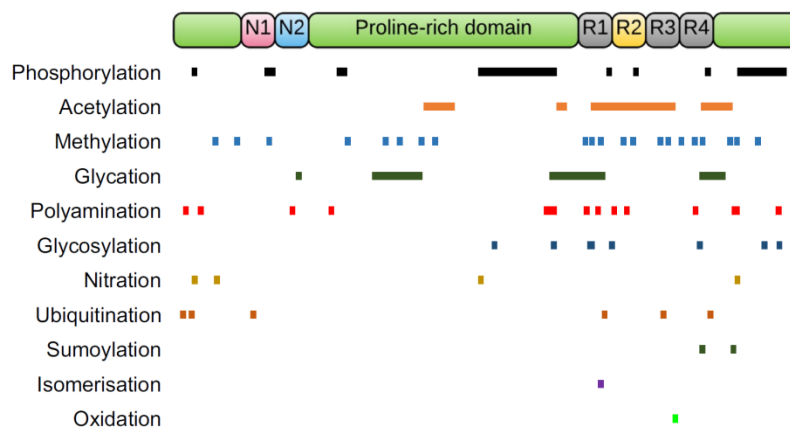 N1 N2 Proline-rich domain R1 R2 R3 R4
Phosphorylation
Acetylation
Methylation
Glycation
Polyamination
Glycosylation
Nitration
Ubiquitination
Sumoylation
Isomerisation
Oxidation